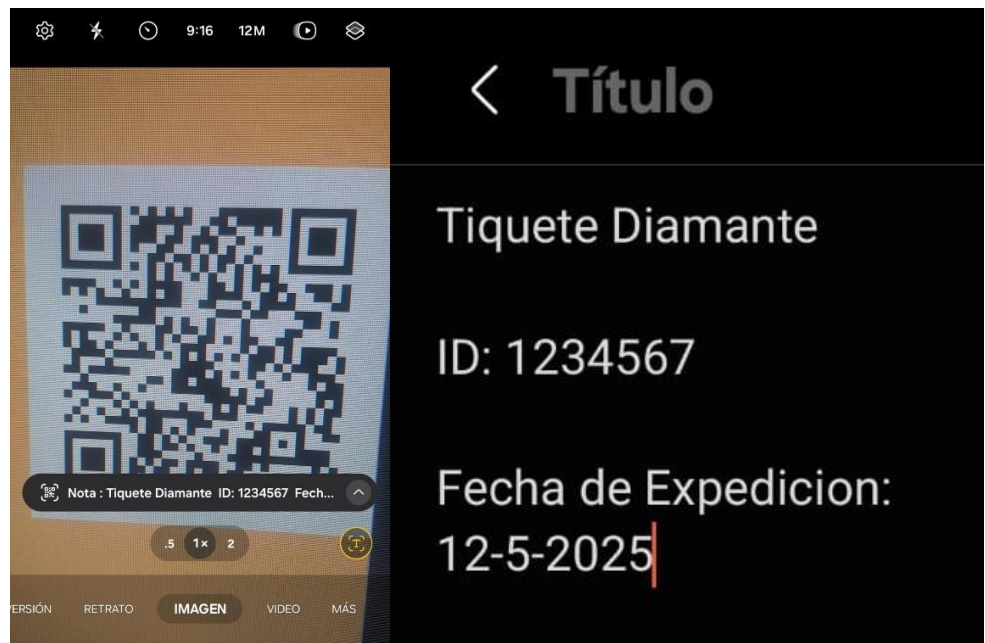 9:16 12M
Nota : Tiquete Diamante ID: 1234567 Fech...
.5 1x 2
T
ERSIÓN RETRATO IMAGEN VIDEO MÁS
Título
Tiquete Diamante
ID: 1234567
Fecha de Expedicion:
12-5-2025